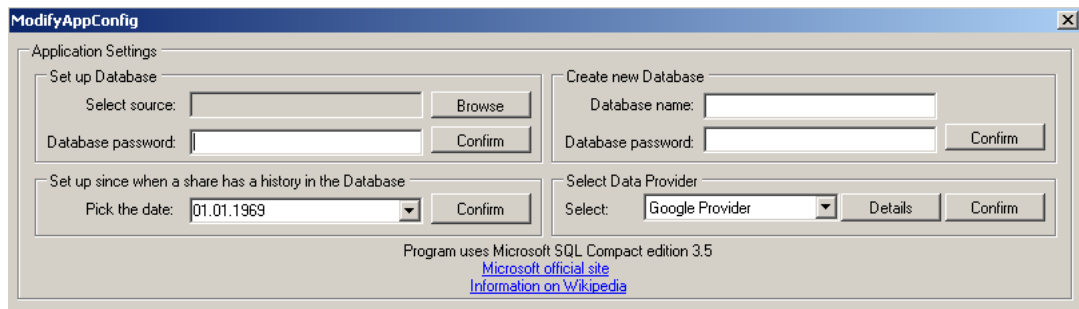 ModifyAppConfig
Application Settings
Set up Database
Select source:
Browse
Database password:
Confirm
Create new Database
Database name:
Database password:
Confirm
Set up since when a share has a history in the Database
Pick the date:
01.01.1969
Confirm
Select Data Provider
Select:
Google Provider
Details
Confirm
Program uses Microsoft SQL Compact edition 3.5
Microsoft official site
Information on Wikipedia